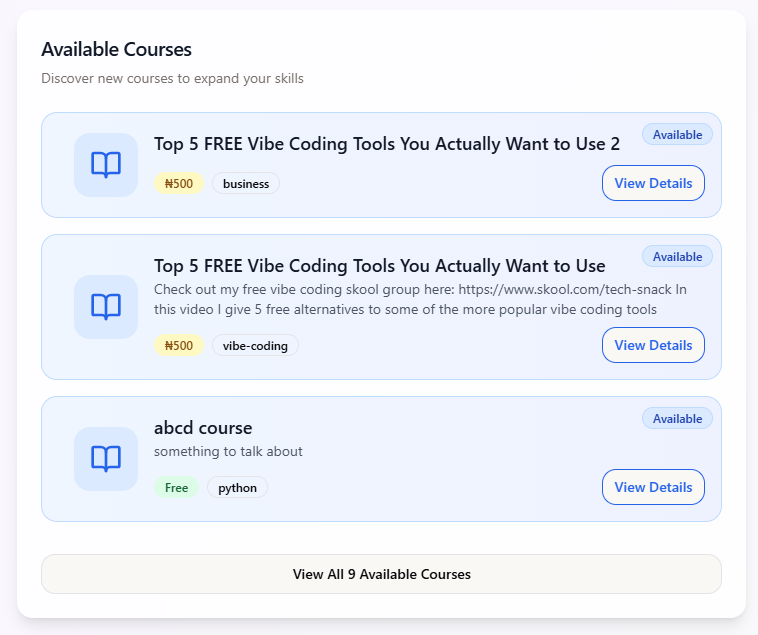 Available Courses
Discover new courses to expand your skills
Available
Top 5 FREE Vibe Coding Tools You Actually Want to Use 2
₦500 business
View Details
Available
Top 5 FREE Vibe Coding Tools You Actually Want to Use
Check out my free vibe coding skool group here: https://www.skool.com/tech-snack In
this video I give 5 free alternatives to some of the more popular vibe coding tools
₦500 vibe-coding
View Details
Available
abcd course
something to talk about
Free python
View Details
View All 9 Available Courses